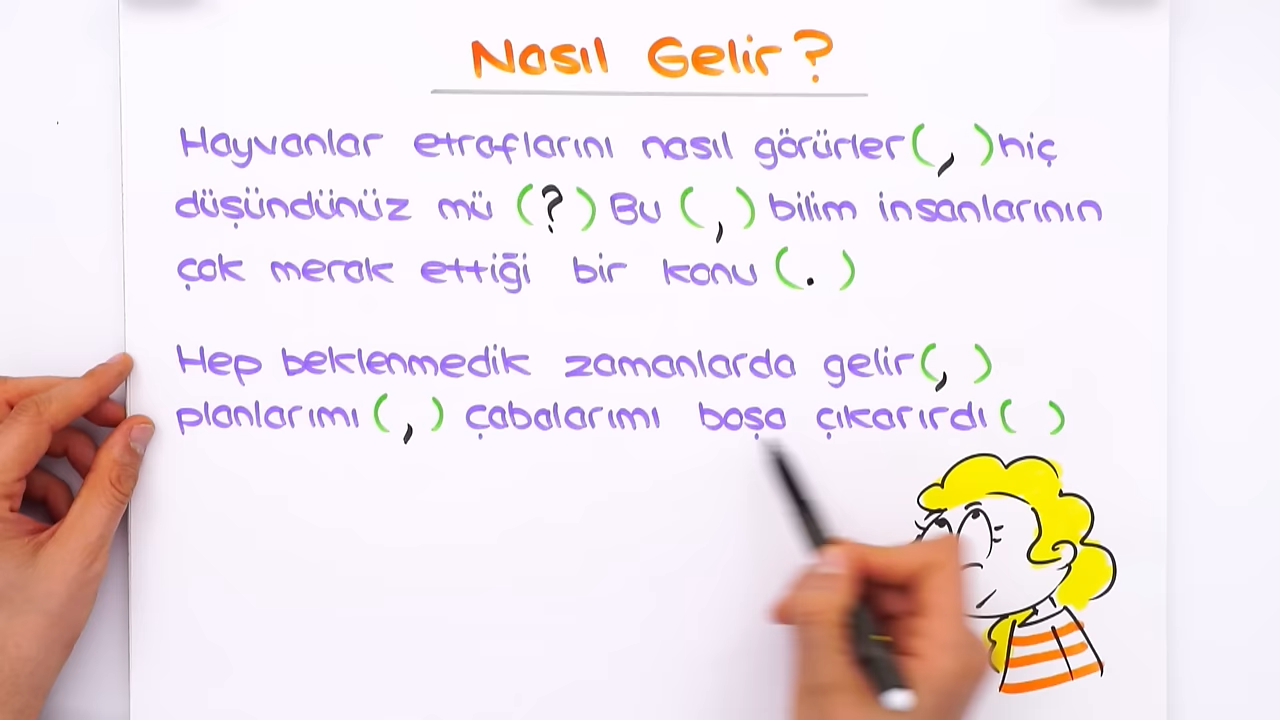 Nasıl Gelir?
Hayvanlar etraflarını nasıl görürler(,)hiç
düşündünüz mü (?) Bu (,) bilim insanlarının
çok merak ettiği bir konu (.)
Hep beklenmedik zamanlarda gelir(,)
planlarımı(,) çabalarımı boşa çıkarırdı( )